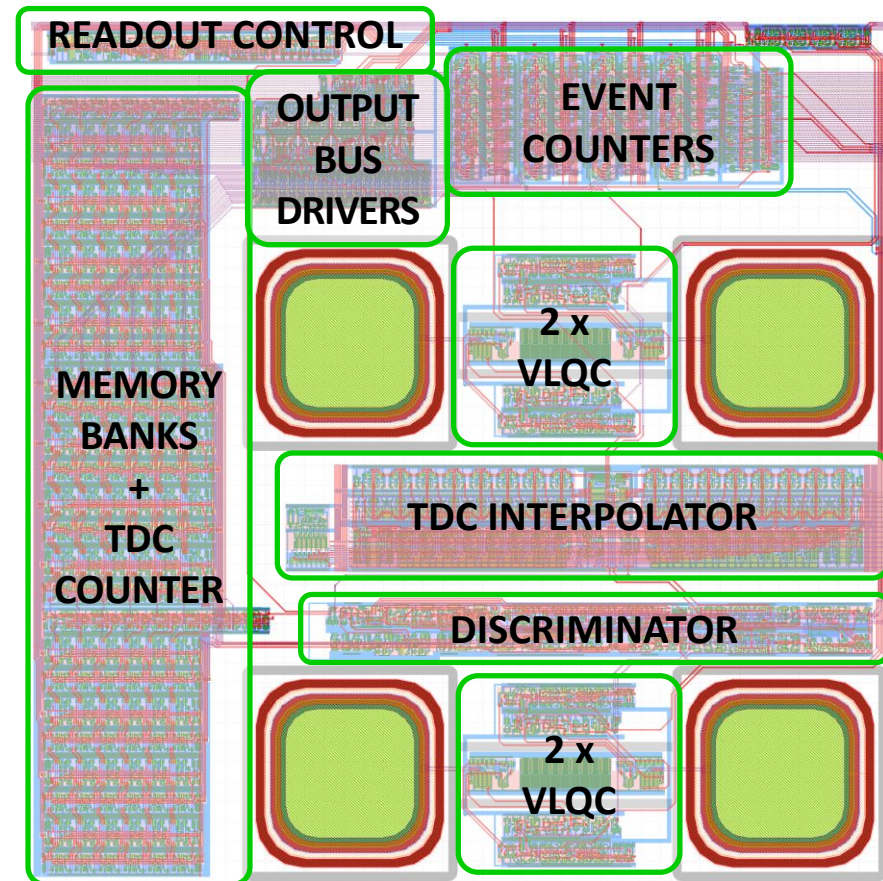 READOUT CONTROL
OUTPUT
BUS
DRIVERS
EVENT
COUNTERS
2 x
VLQC
MEMORY
BANKS
+
TDC
COUNTER
TDC INTERPOLATOR
DISCRIMINATOR
2 x
VLQC